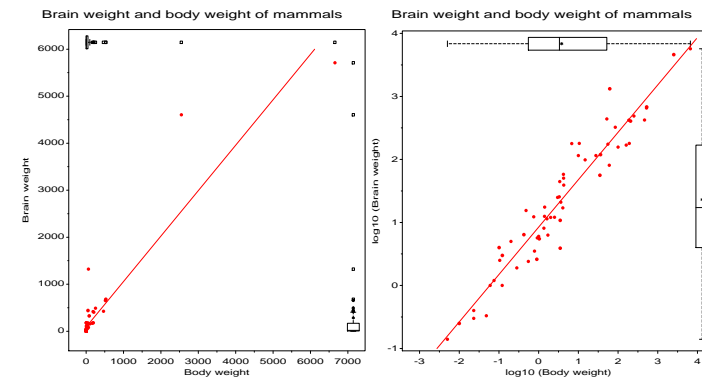 Brain weight and body weight of mammals
Brain weight
6000
5000
4000
3000
2000
1000
0
0 1000 2000 3000 4000 5000 6000 7000
Body weight
Brain weight and body weight of mammals
log10 (Brain weight)
4
3
2
1
0
-1
-3 -2 -1 0 1 2 3 4
log10 (Body weight)